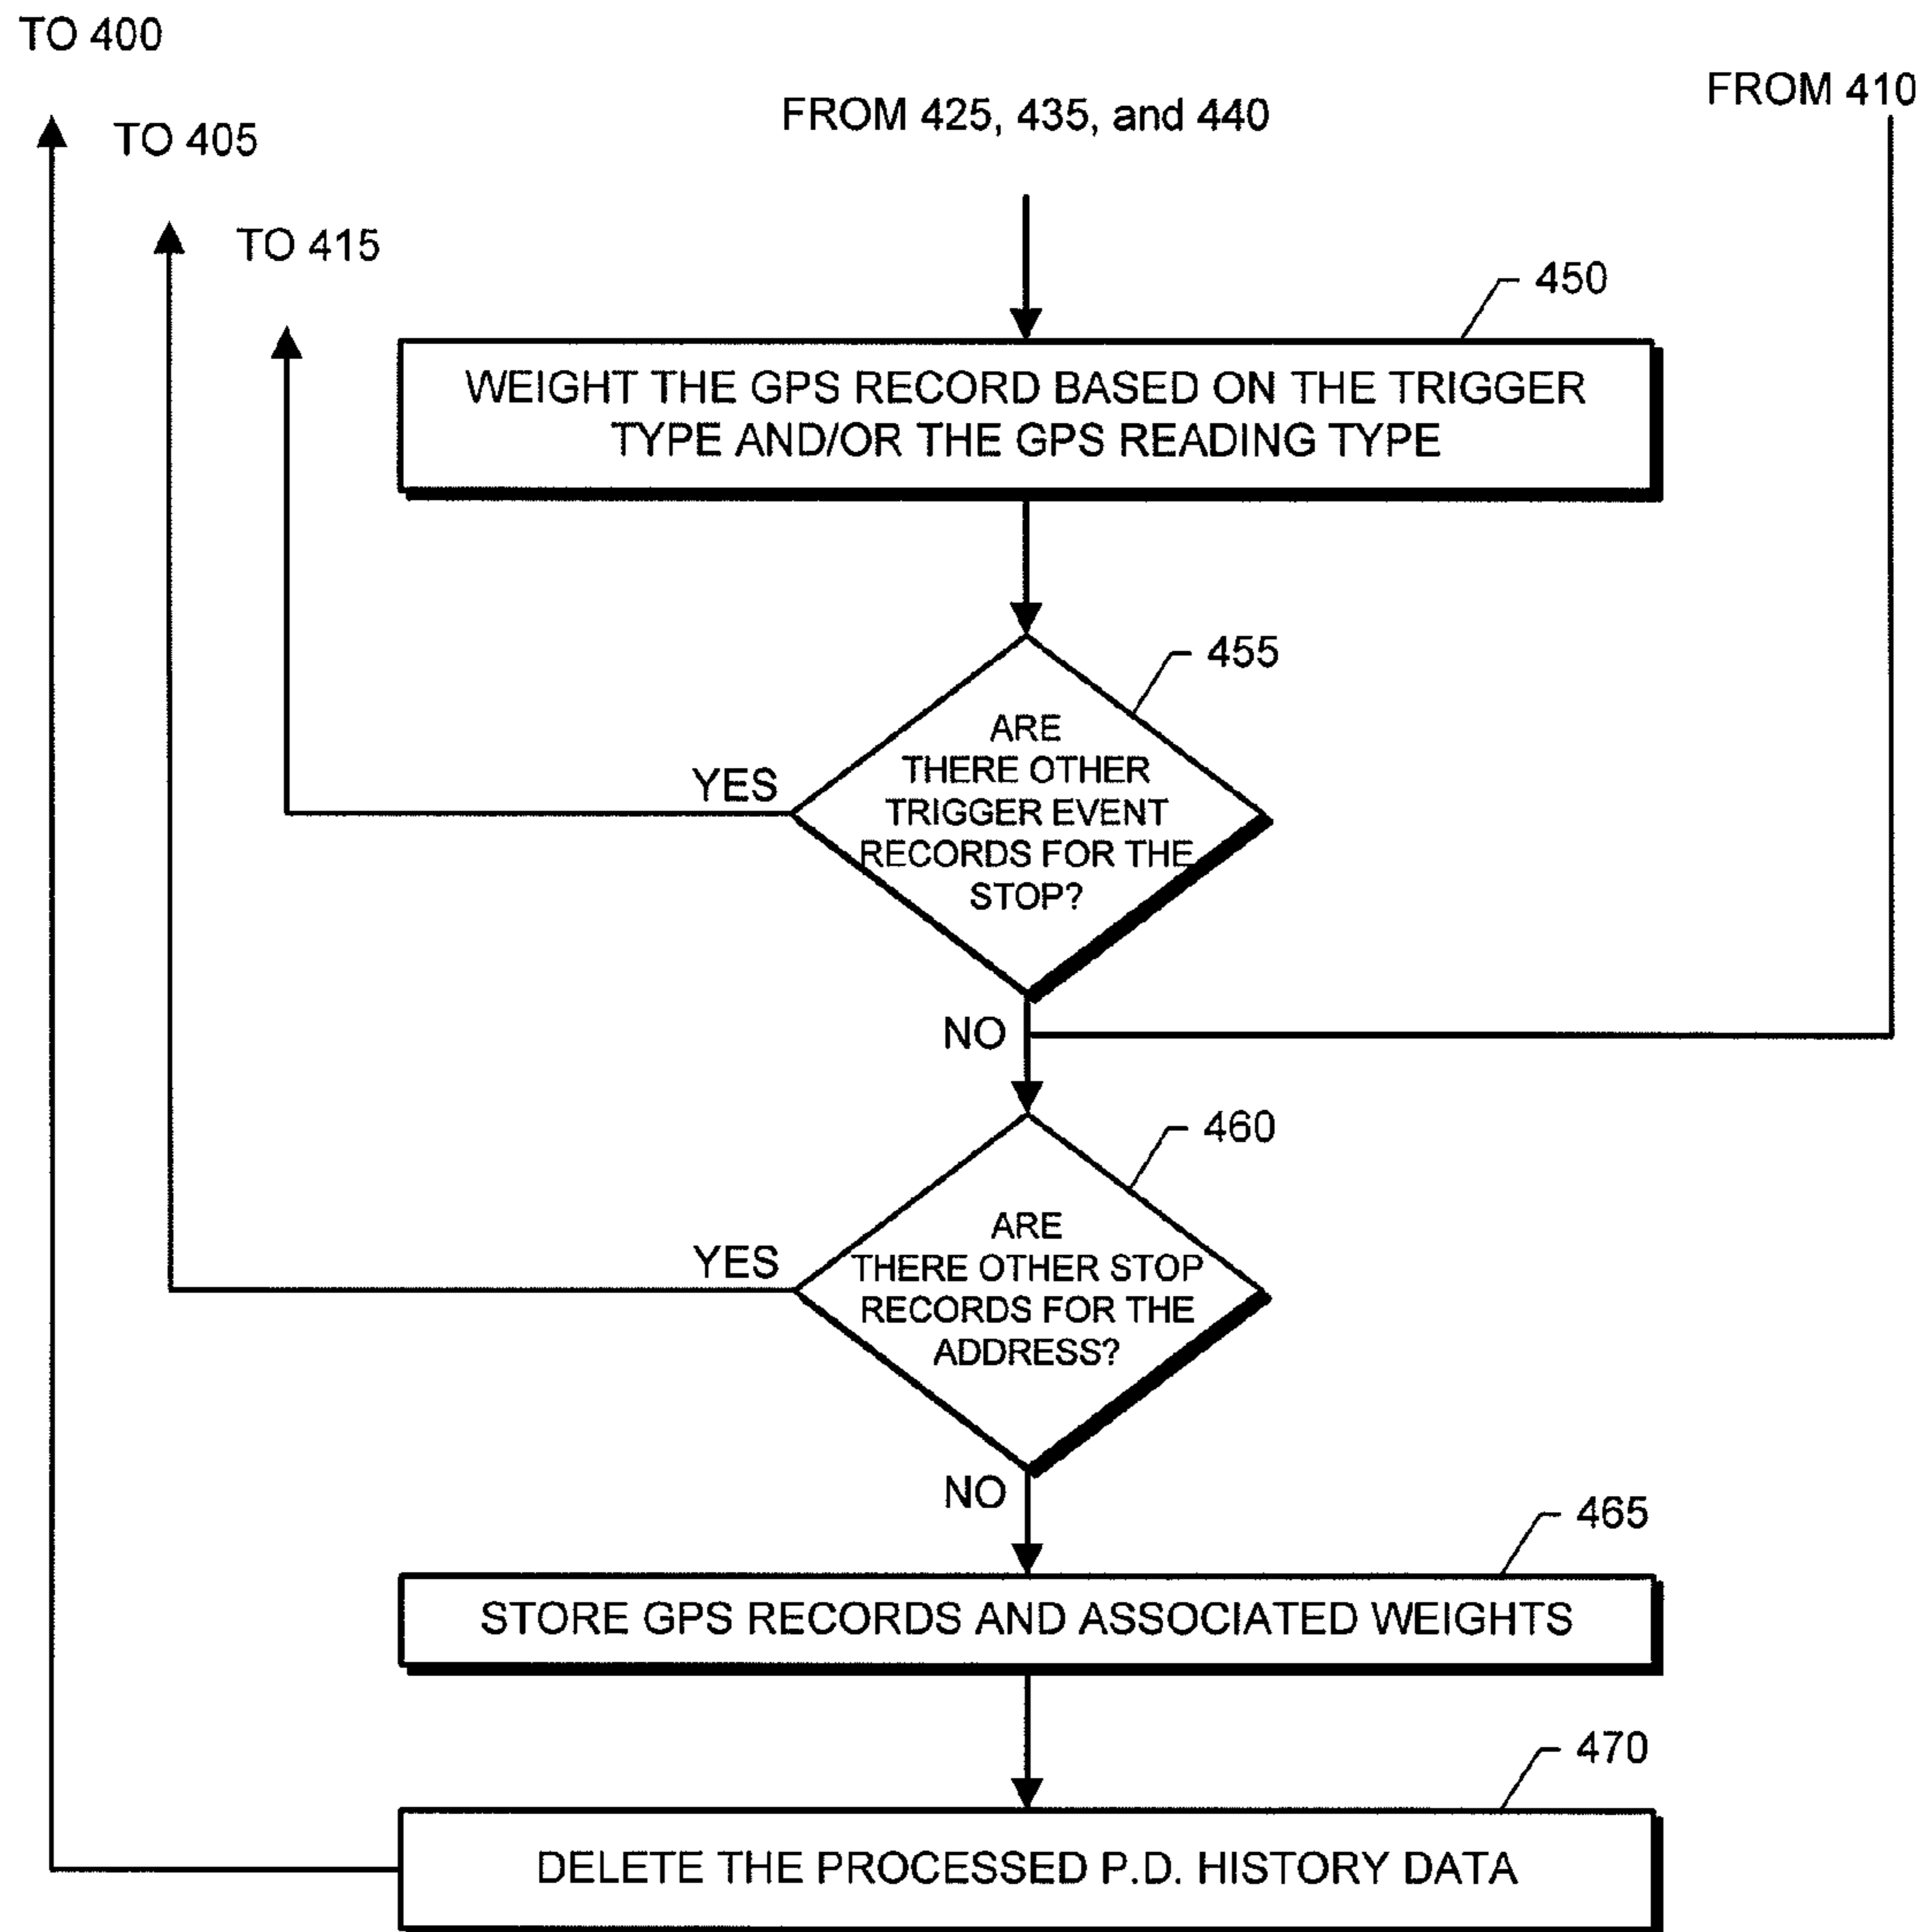 TO 400
FROM 410
FROM 425, 435, and 440
TO 405
TO 415
450
WEIGHT THE GPS RECORD BASED ON THE TRIGGER
TYPE AND/OR THE GPS READING TYPE
455
ARE
THERE OTHER
TRIGGER EVENT
RECORDS FOR THE
STOP?
YES
NO
460
ARE
THERE OTHER STOP
RECORDS FOR THE
ADDRESS?
YES
NO
465
STORE GPS RECORDS AND ASSOCIATED WEIGHTS
470
DELETE THE PROCESSED P.D. HISTORY DATA